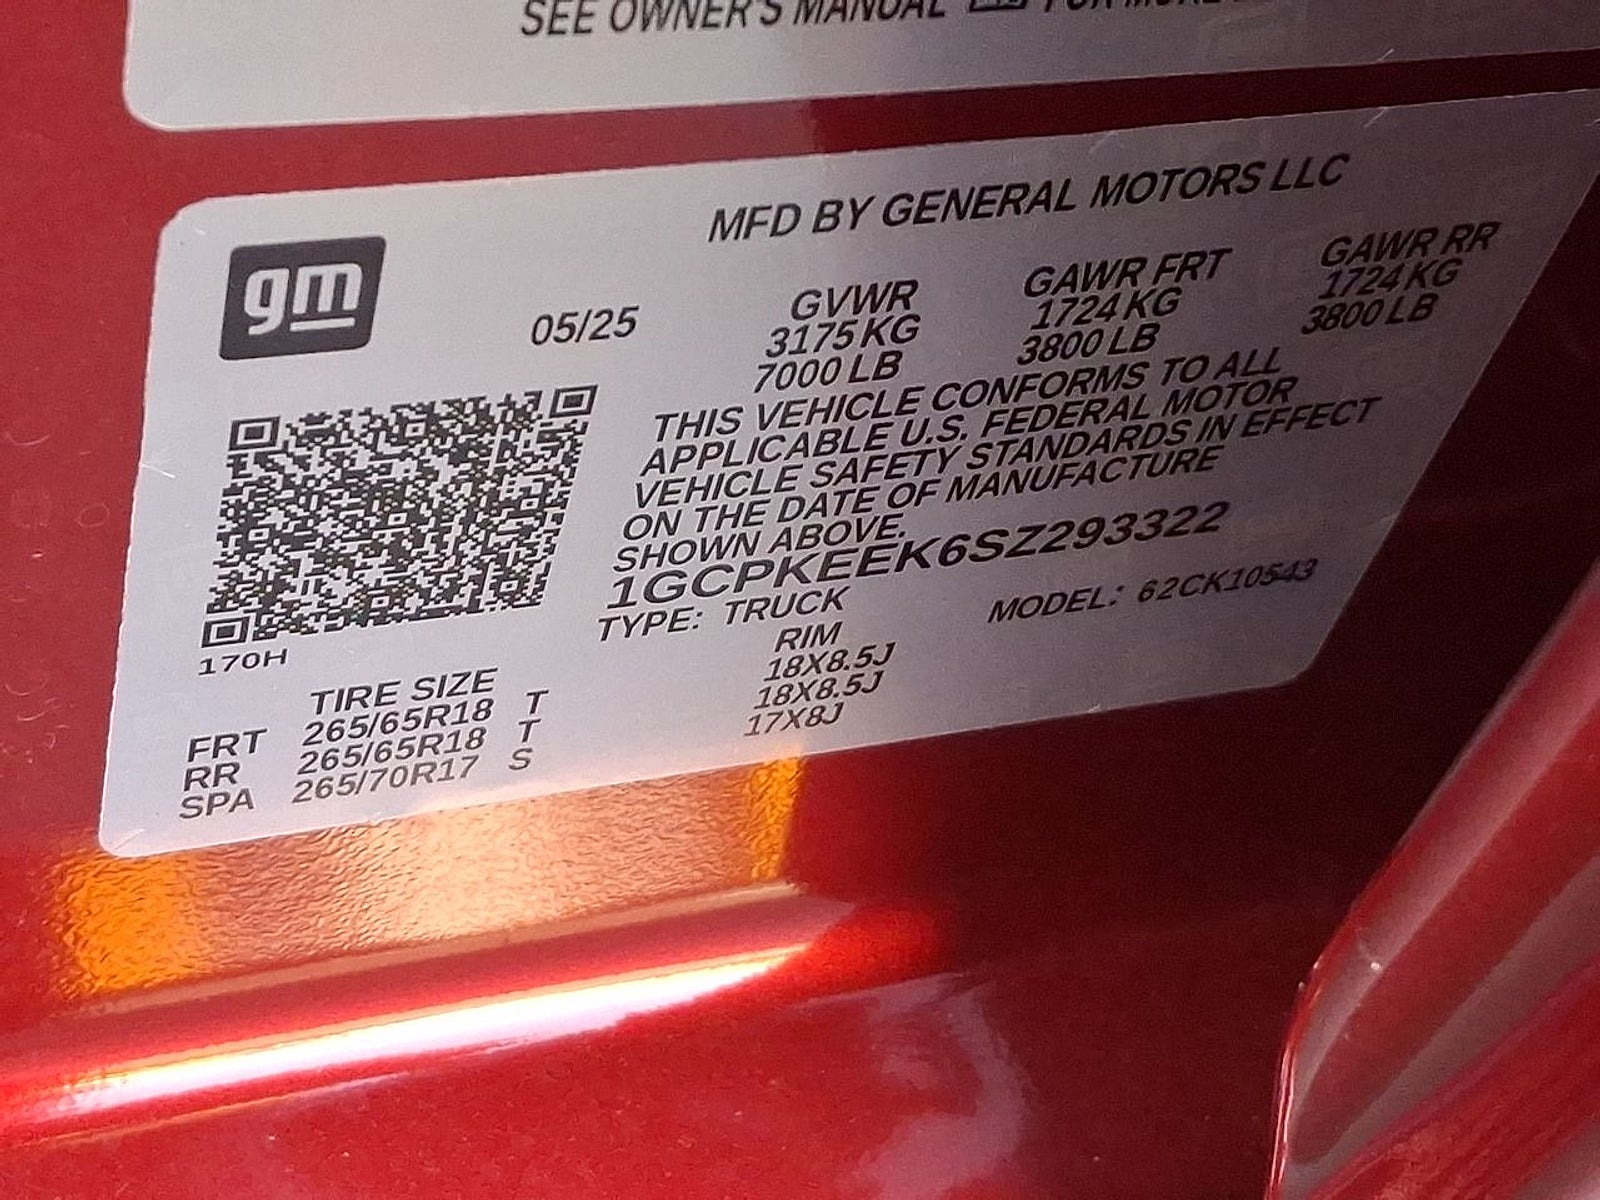 SEE OWNER'S MANUAL FOR MORE
MFD BY GENERAL MOTORS LLC
gm
05/25
GVWR GAWR FRT GAWR RR
3175 KG 1724 KG 1724 KG
7000 LB 3800 LB 3800 LB
THIS VEHICLE CONFORMS TO ALL
APPLICABLE U.S. FEDERAL MOTOR
VEHICLE SAFETY STANDARDS IN EFFECT
ON THE DATE OF MANUFACTURE
SHOWN ABOVE.
1GCPKEEK6SZ293322
TYPE: TRUCK MODEL: 62CK10543
170H
TIRE SIZE RIM
FRT 265/65R18 T 18X8.5J
RR 265/65R18 T 18X8.5J
SPA 265/70R17 S 17X8J